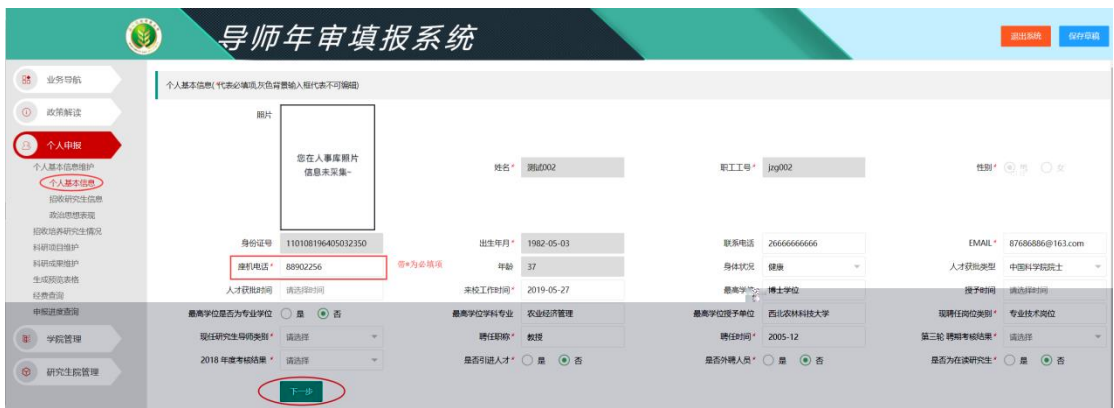 导师年审填报系统
退出系统 保存草稿
业务导航
政策解读
个人申报
个人基本信息维护
个人基本信息
招收研究生信息
政治思想表现
招收培养研究生情况
科研项目维护
科研成果维护
生成预览表格
经费查询
申报进度查询
学院管理
研究生院管理
个人基本信息(*代表必填项,灰色背景输入框代表不可编辑)
照片 您在人事库照片
信息未采集~
姓名* 测试002 职工工号* jzg002 性别* 男 女
身份证号 110108196405032350 出生年月* 1982-05-03 联系电话 26666666666 EMAIL* 87686886@163.com
座机电话* 88902256 带*为必填项 年龄 37 身体状况 健康 人才获批类型 中国科学院院士
人才获批时间 请选择时间 来校工作时间* 2019-05-27 最高学位* 博士学位 授予时间 请选择时间
最高学位是否为专业学位 是 否 最高学位学科专业 农业经济管理 最高学位授予单位 西北农林科技大学 现聘任岗位类别* 专业技术岗位
现任研究生导师类别* 请选择 聘任职称* 教授 聘任时间* 2005-12 第三轮 聘期考核结果* 请选择
2018 年度考核结果 * 请选择 是否引进人才* 是 否 是否外聘人员* 是 否 是否为在读研究生* 是 否
下一步